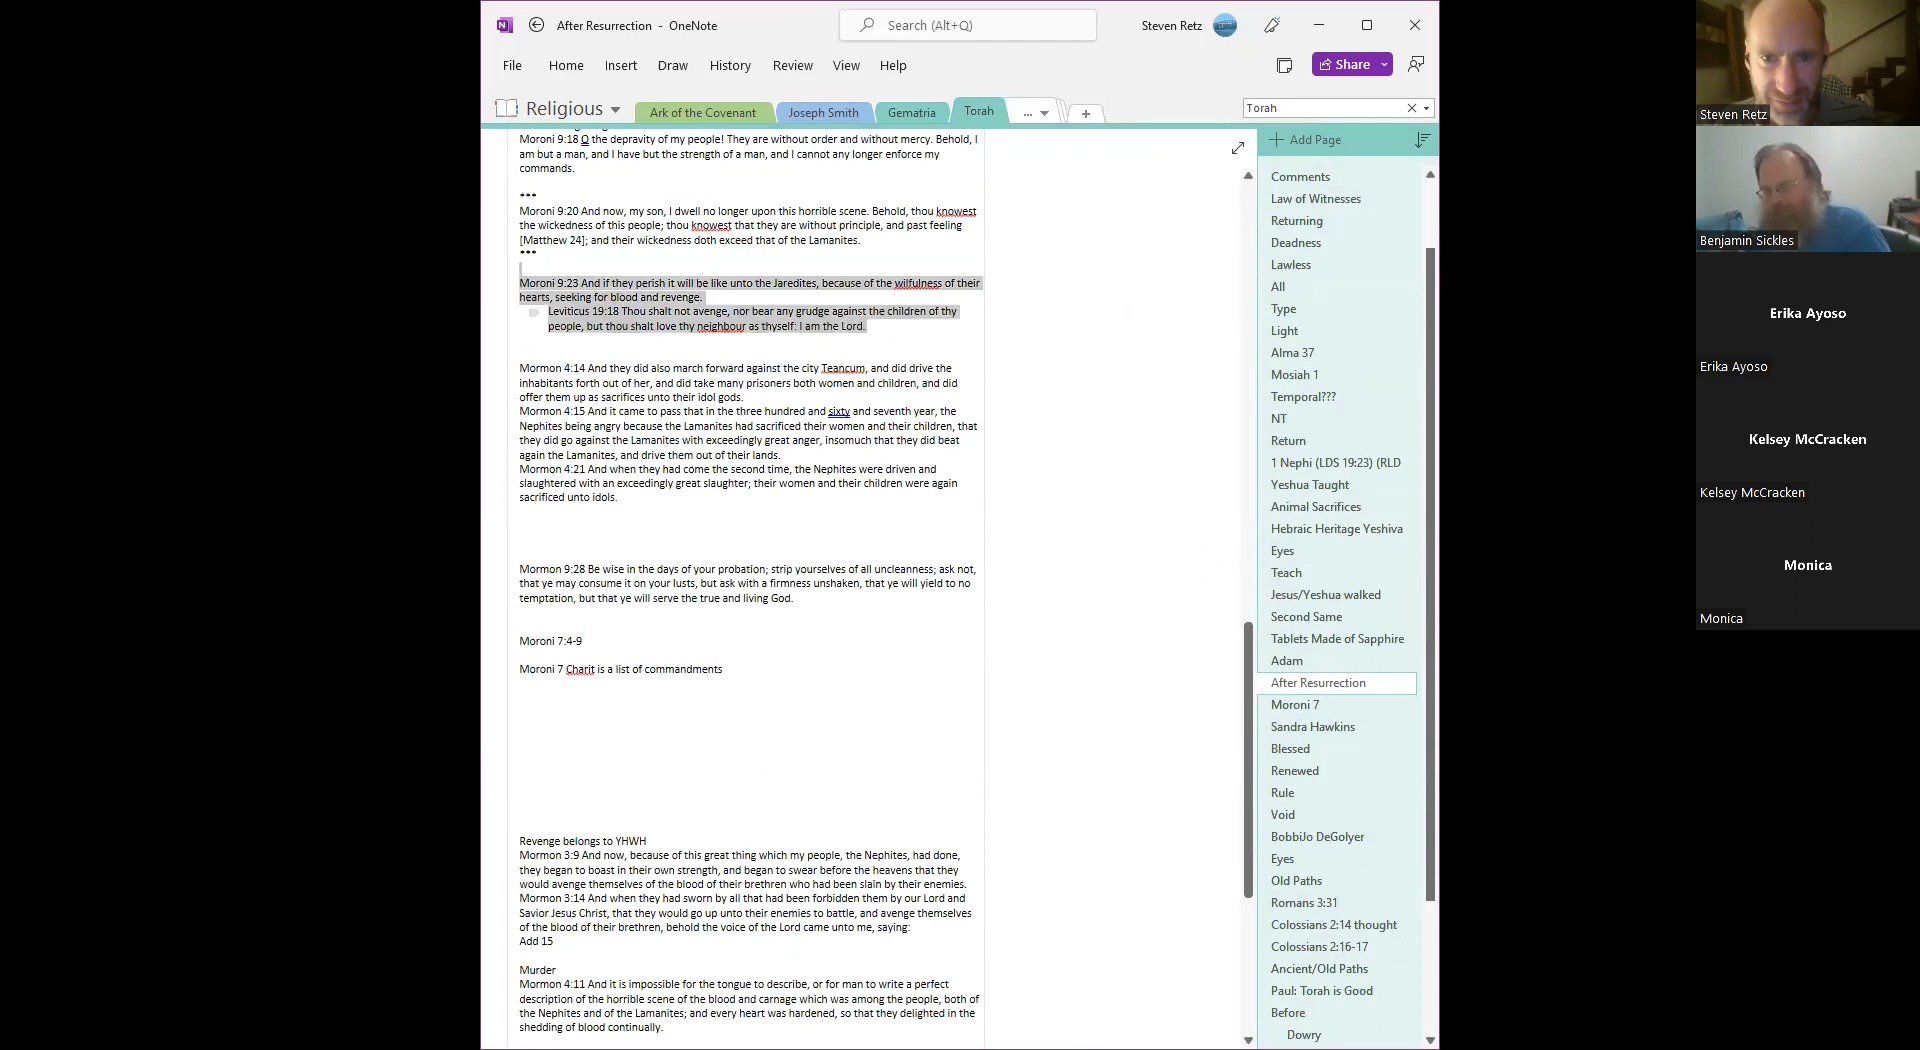 After Resurrection - OneNote
Search (Alt+Q)
Steven Retz
File Home Insert Draw History Review View Help
Share
Religious
Ark of the Covenant
Joseph Smith
Gematria
Torah
...
Torah
Moroni 9:18 O the depravity of my people! They are without order and without mercy. Behold, I
am but a man, and I have but the strength of a man, and I cannot any longer enforce my
commands.
***
Moroni 9:20 And now, my son, I dwell no longer upon this horrible scene. Behold, thou knowest
the wickedness of this people; thou knowest that they are without principle, and past feeling
[Matthew 24]; and their wickedness doth exceed that of the Lamanites.
***
Moroni 9:23 And if they perish it will be like unto the Jaredites, because of the wilfulness of their
hearts, seeking for blood and revenge.
Leviticus 19:18 Thou shalt not avenge, nor bear any grudge against the children of thy
people, but thou shalt love thy neighbour as thyself: I am the Lord.
Mormon 4:14 And they did also march forward against the city Teancum, and did drive the
inhabitants forth out of her, and did take many prisoners both women and children, and did
offer them up as sacrifices unto their idol gods.
Mormon 4:15 And it came to pass that in the three hundred and sixty and seventh year, the
Nephites being angry because the Lamanites had sacrificed their women and their children, that
they did go against the Lamanites with exceedingly great anger, insomuch that they did beat
again the Lamanites, and drive them out of their lands.
Mormon 4:21 And when they had come the second time, the Nephites were driven and
slaughtered with an exceedingly great slaughter; their women and their children were again
sacrificed unto idols.
Mormon 9:28 Be wise in the days of your probation; strip yourselves of all uncleanness; ask not,
that ye may consume it on your lusts, but ask with a firmness unshaken, that ye will yield to no
temptation, but that ye will serve the true and living God.
Moroni 7:4-9
Moroni 7 Charit is a list of commandments
Revenge belongs to YHWH
Mormon 3:9 And now, because of this great thing which my people, the Nephites, had done,
they began to boast in their own strength, and began to swear before the heavens that they
would avenge themselves of the blood of their brethren who had been slain by their enemies.
Mormon 3:14 And when they had sworn by all that had been forbidden them by our Lord and
Savior Jesus Christ, that they would go up unto their enemies to battle, and avenge themselves
of the blood of their brethren, behold the voice of the Lord came unto me, saying:
Add 15
Murder
Mormon 4:11 And it is impossible for the tongue to describe, or for man to write a perfect
description of the horrible scene of the blood and carnage which was among the people, both of
the Nephites and of the Lamanites; and every heart was hardened, so that they delighted in the
shedding of blood continually.
Add Page
Comments
Law of Witnesses
Returning
Deadness
Lawless
All
Type
Light
Alma 37
Mosiah 1
Temporal???
NT
Return
1 Nephi (LDS 19:23) (RLD
Yeshua Taught
Animal Sacrifices
Hebraic Heritage Yeshiva
Eyes
Teach
Jesus/Yeshua walked
Second Same
Tablets Made of Sapphire
Adam
After Resurrection
Moroni 7
Sandra Hawkins
Blessed
Renewed
Rule
Void
BobbiJo DeGolyer
Eyes
Old Paths
Romans 3:31
Colossians 2:14 thought
Colossians 2:16-17
Ancient/Old Paths
Paul: Torah is Good
Before
Dowry
Steven Retz
Benjamin Sickles
Erika Ayoso
Erika Ayoso
Kelsey McCracken
Kelsey McCracken
Monica
Monica